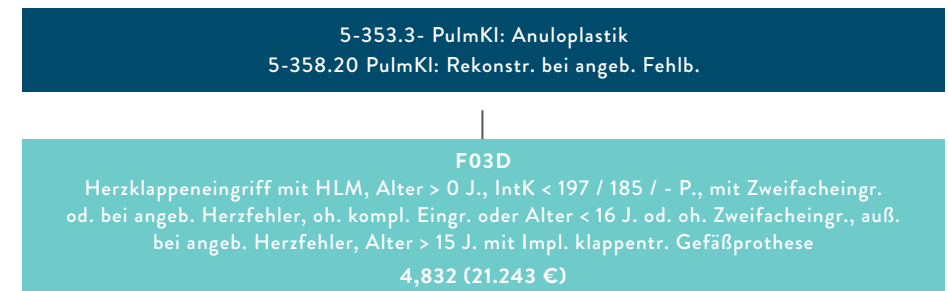 5-353.3- PulmKl: Anuloplastik
5-358.20 PulmKl: Rekonstr. bei angeb. Fehlb.
F03D
Herzklappeneingriff mit HLM, Alter > 0 J., IntK < 197 / 185 / - P., mit Zweifacheingr.
od. bei angeb. Herzfehler, oh. kompl. Eingr. oder Alter < 16 J. od. oh. Zweifacheingr., auß.
bei angeb. Herzfehler, Alter > 15 J. mit Impl. klappentr. Gefäßprothese
4,832 (21.243 €)